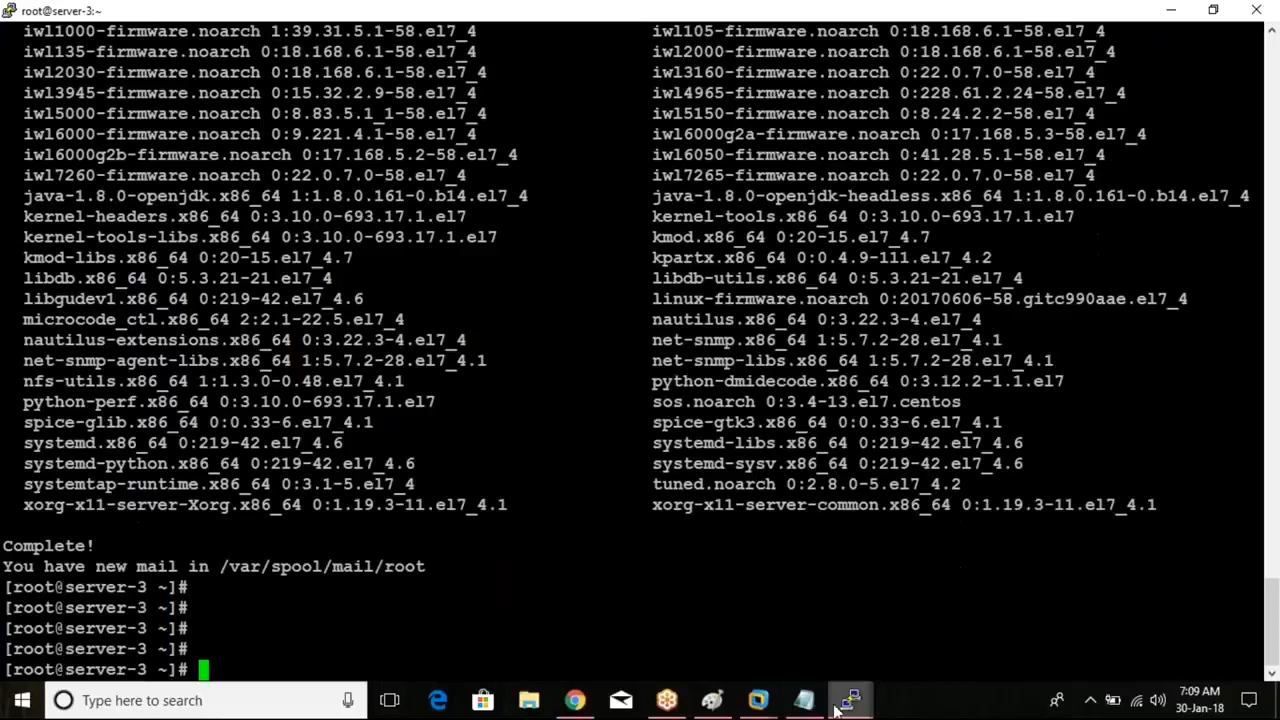 root@server-3:~
iwl1000-firmware.noarch 1:39.31.5.1-58.el7_4 iwl105-firmware.noarch 0:18.168.6.1-58.el7_4
iwl135-firmware.noarch 0:18.168.6.1-58.el7_4 iwl2000-firmware.noarch 0:18.168.6.1-58.el7_4
iwl2030-firmware.noarch 0:18.168.6.1-58.el7_4 iwl3160-firmware.noarch 0:22.0.7.0-58.el7_4
iwl3945-firmware.noarch 0:15.32.2.9-58.el7_4 iwl4965-firmware.noarch 0:228.61.2.24-58.el7_4
iwl5000-firmware.noarch 0:8.83.5.1_1-58.el7_4 iwl5150-firmware.noarch 0:8.24.2.2-58.el7_4
iwl6000-firmware.noarch 0:9.221.4.1-58.el7_4 iwl6000g2a-firmware.noarch 0:17.168.5.3-58.el7_4
iwl6000g2b-firmware.noarch 0:17.168.5.2-58.el7_4 iwl6050-firmware.noarch 0:41.28.5.1-58.el7_4
iwl7260-firmware.noarch 0:22.0.7.0-58.el7_4 iwl7265-firmware.noarch 0:22.0.7.0-58.el7_4
java-1.8.0-openjdk.x86_64 1:1.8.0.161-0.b14.el7_4 java-1.8.0-openjdk-headless.x86_64 1:1.8.0.161-0.b14.el7_4
kernel-headers.x86_64 0:3.10.0-693.17.1.el7 kernel-tools.x86_64 0:3.10.0-693.17.1.el7
kernel-tools-libs.x86_64 0:3.10.0-693.17.1.el7 kmod.x86_64 0:20-15.el7_4.7
kmod-libs.x86_64 0:20-15.el7_4.7 kpartx.x86_64 0:0.4.9-111.el7_4.2
libdb.x86_64 0:5.3.21-21.el7_4 libdb-utils.x86_64 0:5.3.21-21.el7_4
libgudev1.x86_64 0:219-42.el7_4.6 linux-firmware.noarch 0:20170606-58.gitc990aae.el7_4
microcode_ctl.x86_64 2:2.1-22.5.el7_4 nautilus.x86_64 0:3.22.3-4.el7_4
nautilus-extensions.x86_64 0:3.22.3-4.el7_4 net-snmp.x86_64 1:5.7.2-28.el7_4.1
net-snmp-agent-libs.x86_64 1:5.7.2-28.el7_4.1 net-snmp-libs.x86_64 1:5.7.2-28.el7_4.1
nfs-utils.x86_64 1:1.3.0-0.48.el7_4.1 python-dmidecode.x86_64 0:3.12.2-1.1.el7
python-perf.x86_64 0:3.10.0-693.17.1.el7 sos.noarch 0:3.4-13.el7.centos
spice-glib.x86_64 0:0.33-6.el7_4.1 spice-gtk3.x86_64 0:0.33-6.el7_4.1
systemd.x86_64 0:219-42.el7_4.6 systemd-libs.x86_64 0:219-42.el7_4.6
systemd-python.x86_64 0:219-42.el7_4.6 systemd-sysv.x86_64 0:219-42.el7_4.6
systemtap-runtime.x86_64 0:3.1-5.el7_4 tuned.noarch 0:2.8.0-5.el7_4.2
xorg-x11-server-Xorg.x86_64 0:1.19.3-11.el7_4.1 xorg-x11-server-common.x86_64 0:1.19.3-11.el7_4.1
Complete!
You have new mail in /var/spool/mail/root
[root@server-3 ~]#
[root@server-3 ~]#
[root@server-3 ~]#
[root@server-3 ~]#
[root@server-3 ~]#
Type here to search
7:09 AM
30-Jan-18